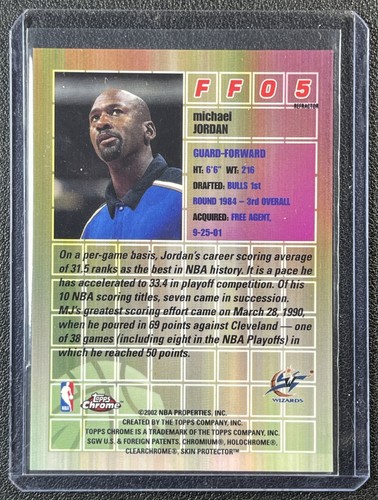 FF05
REFRACTOR
michael
JORDAN
GUARD-FORWARD
HT: 6'6" WT: 216
DRAFTED: BULLS 1st
ROUND 1984 – 3rd OVERALL
ACQUIRED: FREE AGENT,
9-25-01
On a per-game basis, Jordan's career scoring average
of 31.5 ranks as the best in NBA history. It is a pace he
has accelerated to 33.4 in playoff competition. Of his
10 NBA scoring titles, seven came in succession.
MJ's greatest scoring effort came on March 28, 1990,
when he poured in 69 points against Cleveland — one
of 38 games (including eight in the NBA Playoffs) in
which he reached 50 points.
NBA
Topps
Chrome
WIZARDS
©2002 NBA PROPERTIES, INC.
CREATED BY THE TOPPS COMPANY, INC.
TOPPS CHROME IS A TRADEMARK OF THE TOPPS COMPANY, INC.
SGW U.S. & FOREIGN PATENTS, CHROMIUM®, HOLOCHROME®,
CLEARCHROME®, SKIN PROTECTOR™